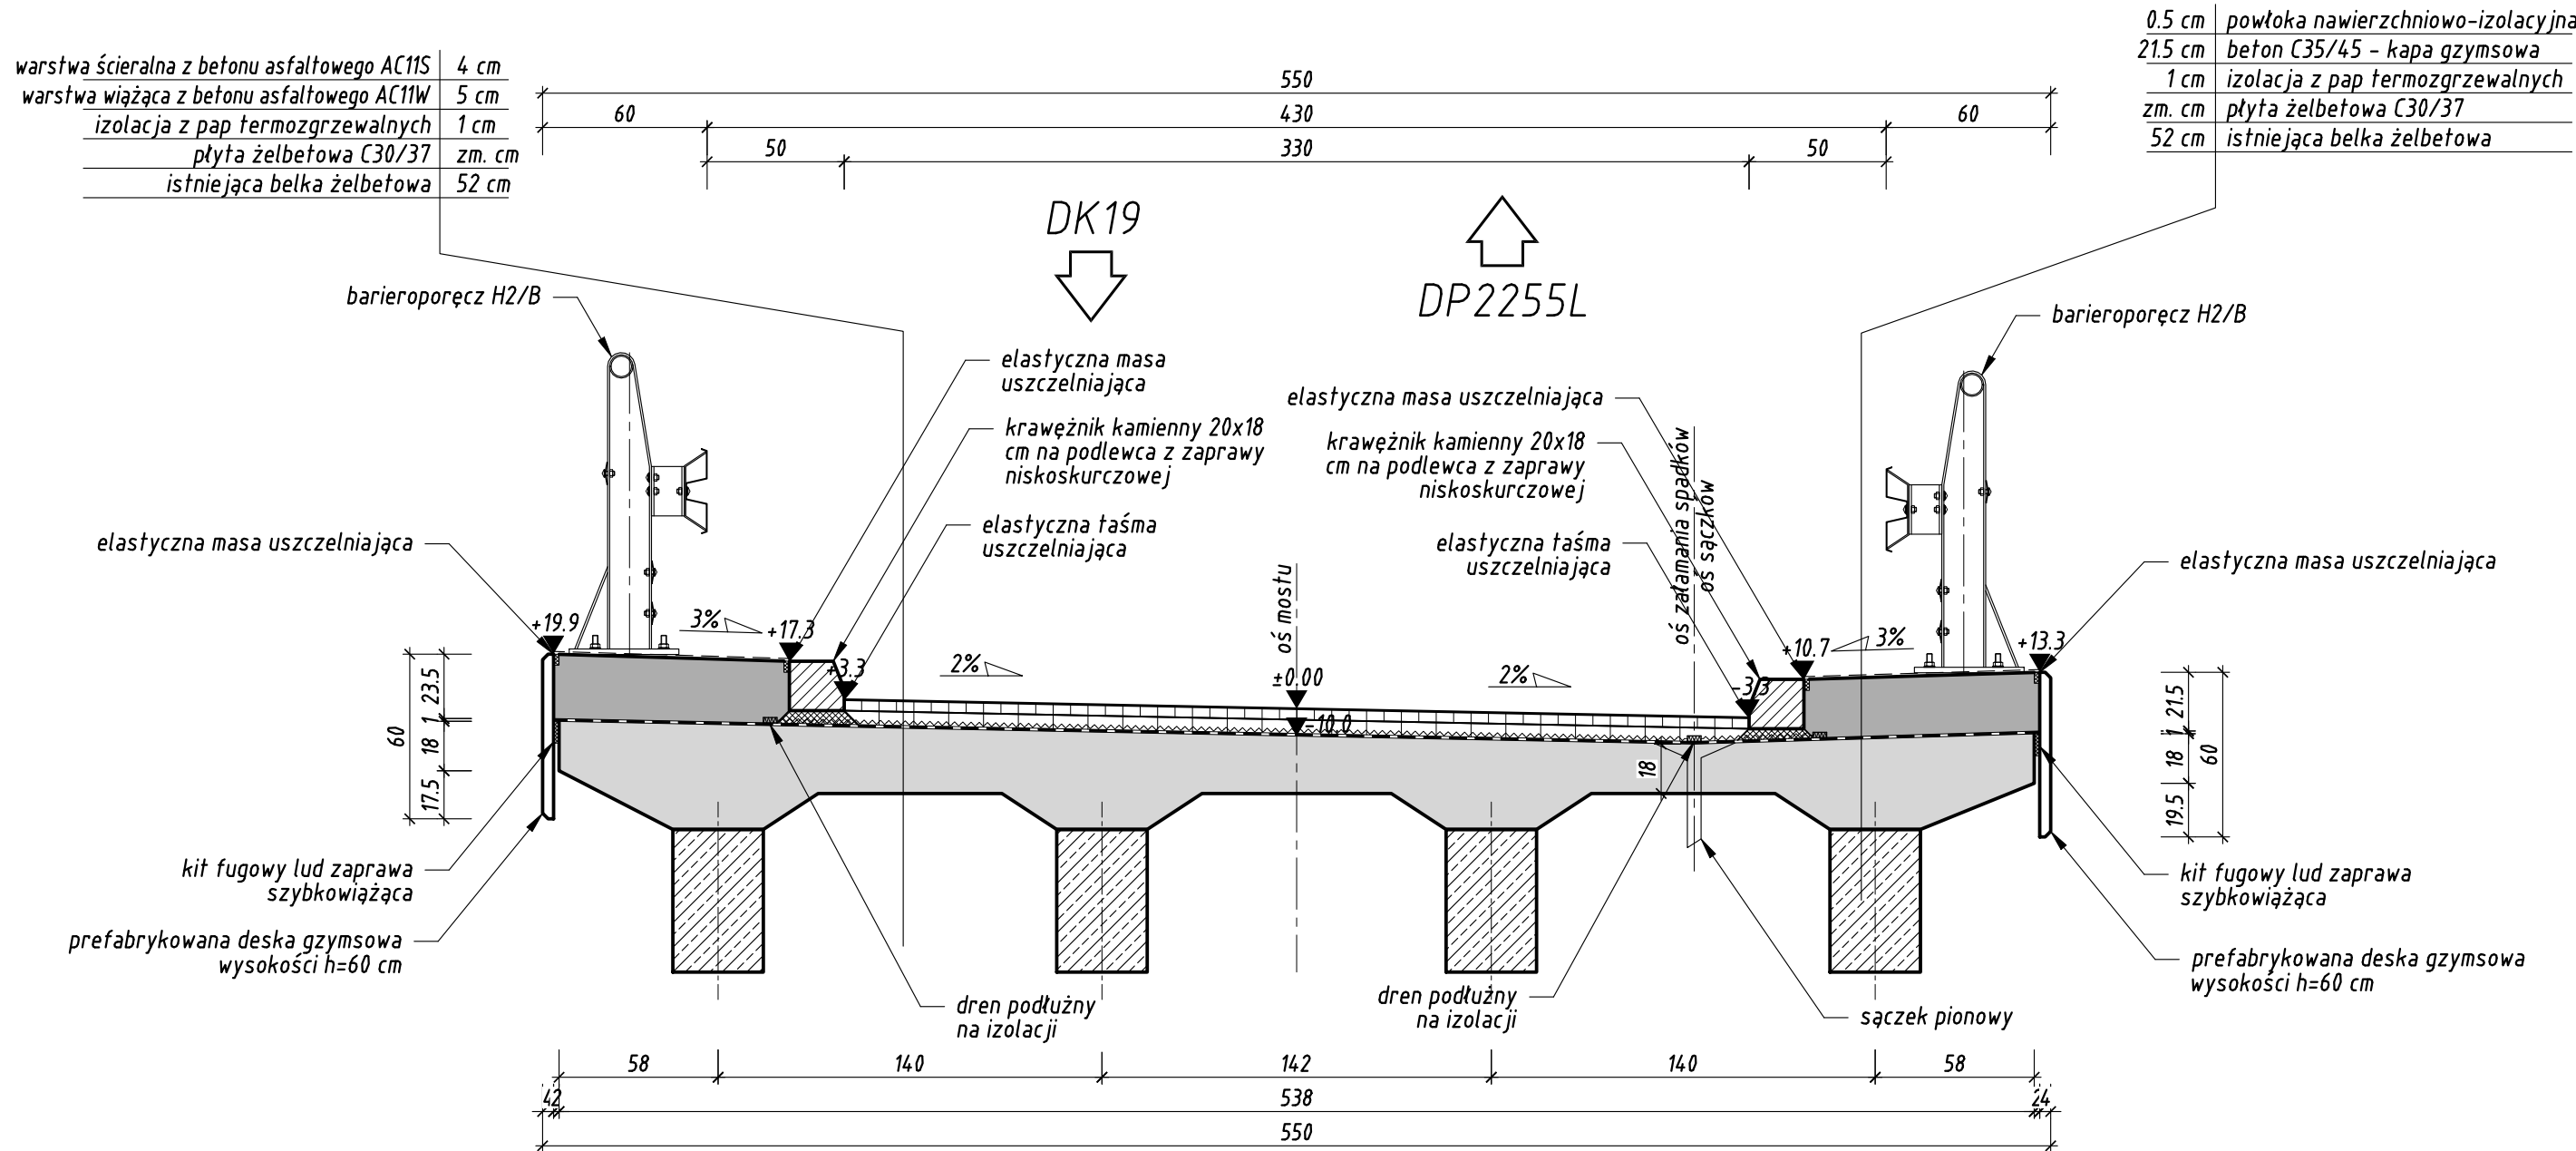 warstwa ścieralna z betonu asfaltowego AC11S 4 cm
warstwa wiążąca z betonu asfaltowego AC11W 5 cm
izolacja z pap termozgrzewalnych 1 cm
płyta żelbetowa C30/37 zm. cm
istniejąca belka żelbetowa 52 cm
0.5 cm powłoka nawierzchniowo-izolacyjna
21.5 cm beton C35/45 - kapa gzymsowa
1 cm izolacja z pap termozgrzewalnych
zm. cm płyta żelbetowa C30/37
52 cm istniejąca belka żelbetowa
550
60 430 60
50 330 50
DK19
DP2255L
barieroporęcz H2/B
barieroporęcz H2/B
elastyczna masa
uszczelniająca
krawężnik kamienny 20x18
cm na podlewca z zaprawy
niskoskurczowej
elastyczna taśma
uszczelniająca
elastyczna masa uszczelniająca
krawężnik kamienny 20x18
cm na podlewca z zaprawy
niskoskurczowej
elastyczna taśma
uszczelniająca
oś załamania spadków
oś sączków
oś mostu
elastyczna masa uszczelniająca
elastyczna masa uszczelniająca
+19.9
3%
+17.3
+3.3
2%
±0.00
-10.0
2%
-3.3
+10.7
3%
+13.3
60
23.5
1
18
17.5
18
21.5
1
18
19.5
60
kit fugowy lud zaprawa
szybkowiążąca
prefabrykowana deska gzymsowa
wysokości h=60 cm
dren podłużny
na izolacji
dren podłużny
na izolacji
sączek pionowy
kit fugowy lud zaprawa
szybkowiążąca
prefabrykowana deska gzymsowa
wysokości h=60 cm
58 140 142 140 58
4 2 538 2 4
550